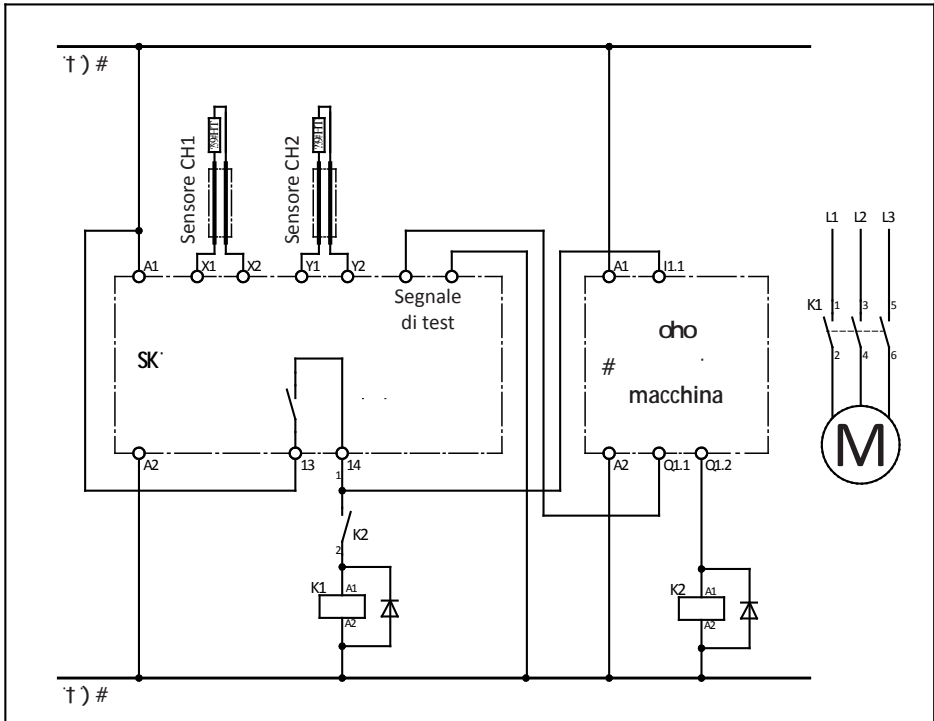 Sensore CH1
Sensore CH2
L1 L2 L3
A1 X1 X2 Y1 Y2 A1 I1.1
K1 1 3 5
2 4 6
Segnale
di test
SK
oho
#
macchina
M
A2 13 14 A2 Q1.1 Q1.2
1
K2
2
K1 A1
A2
K2 A1
A2